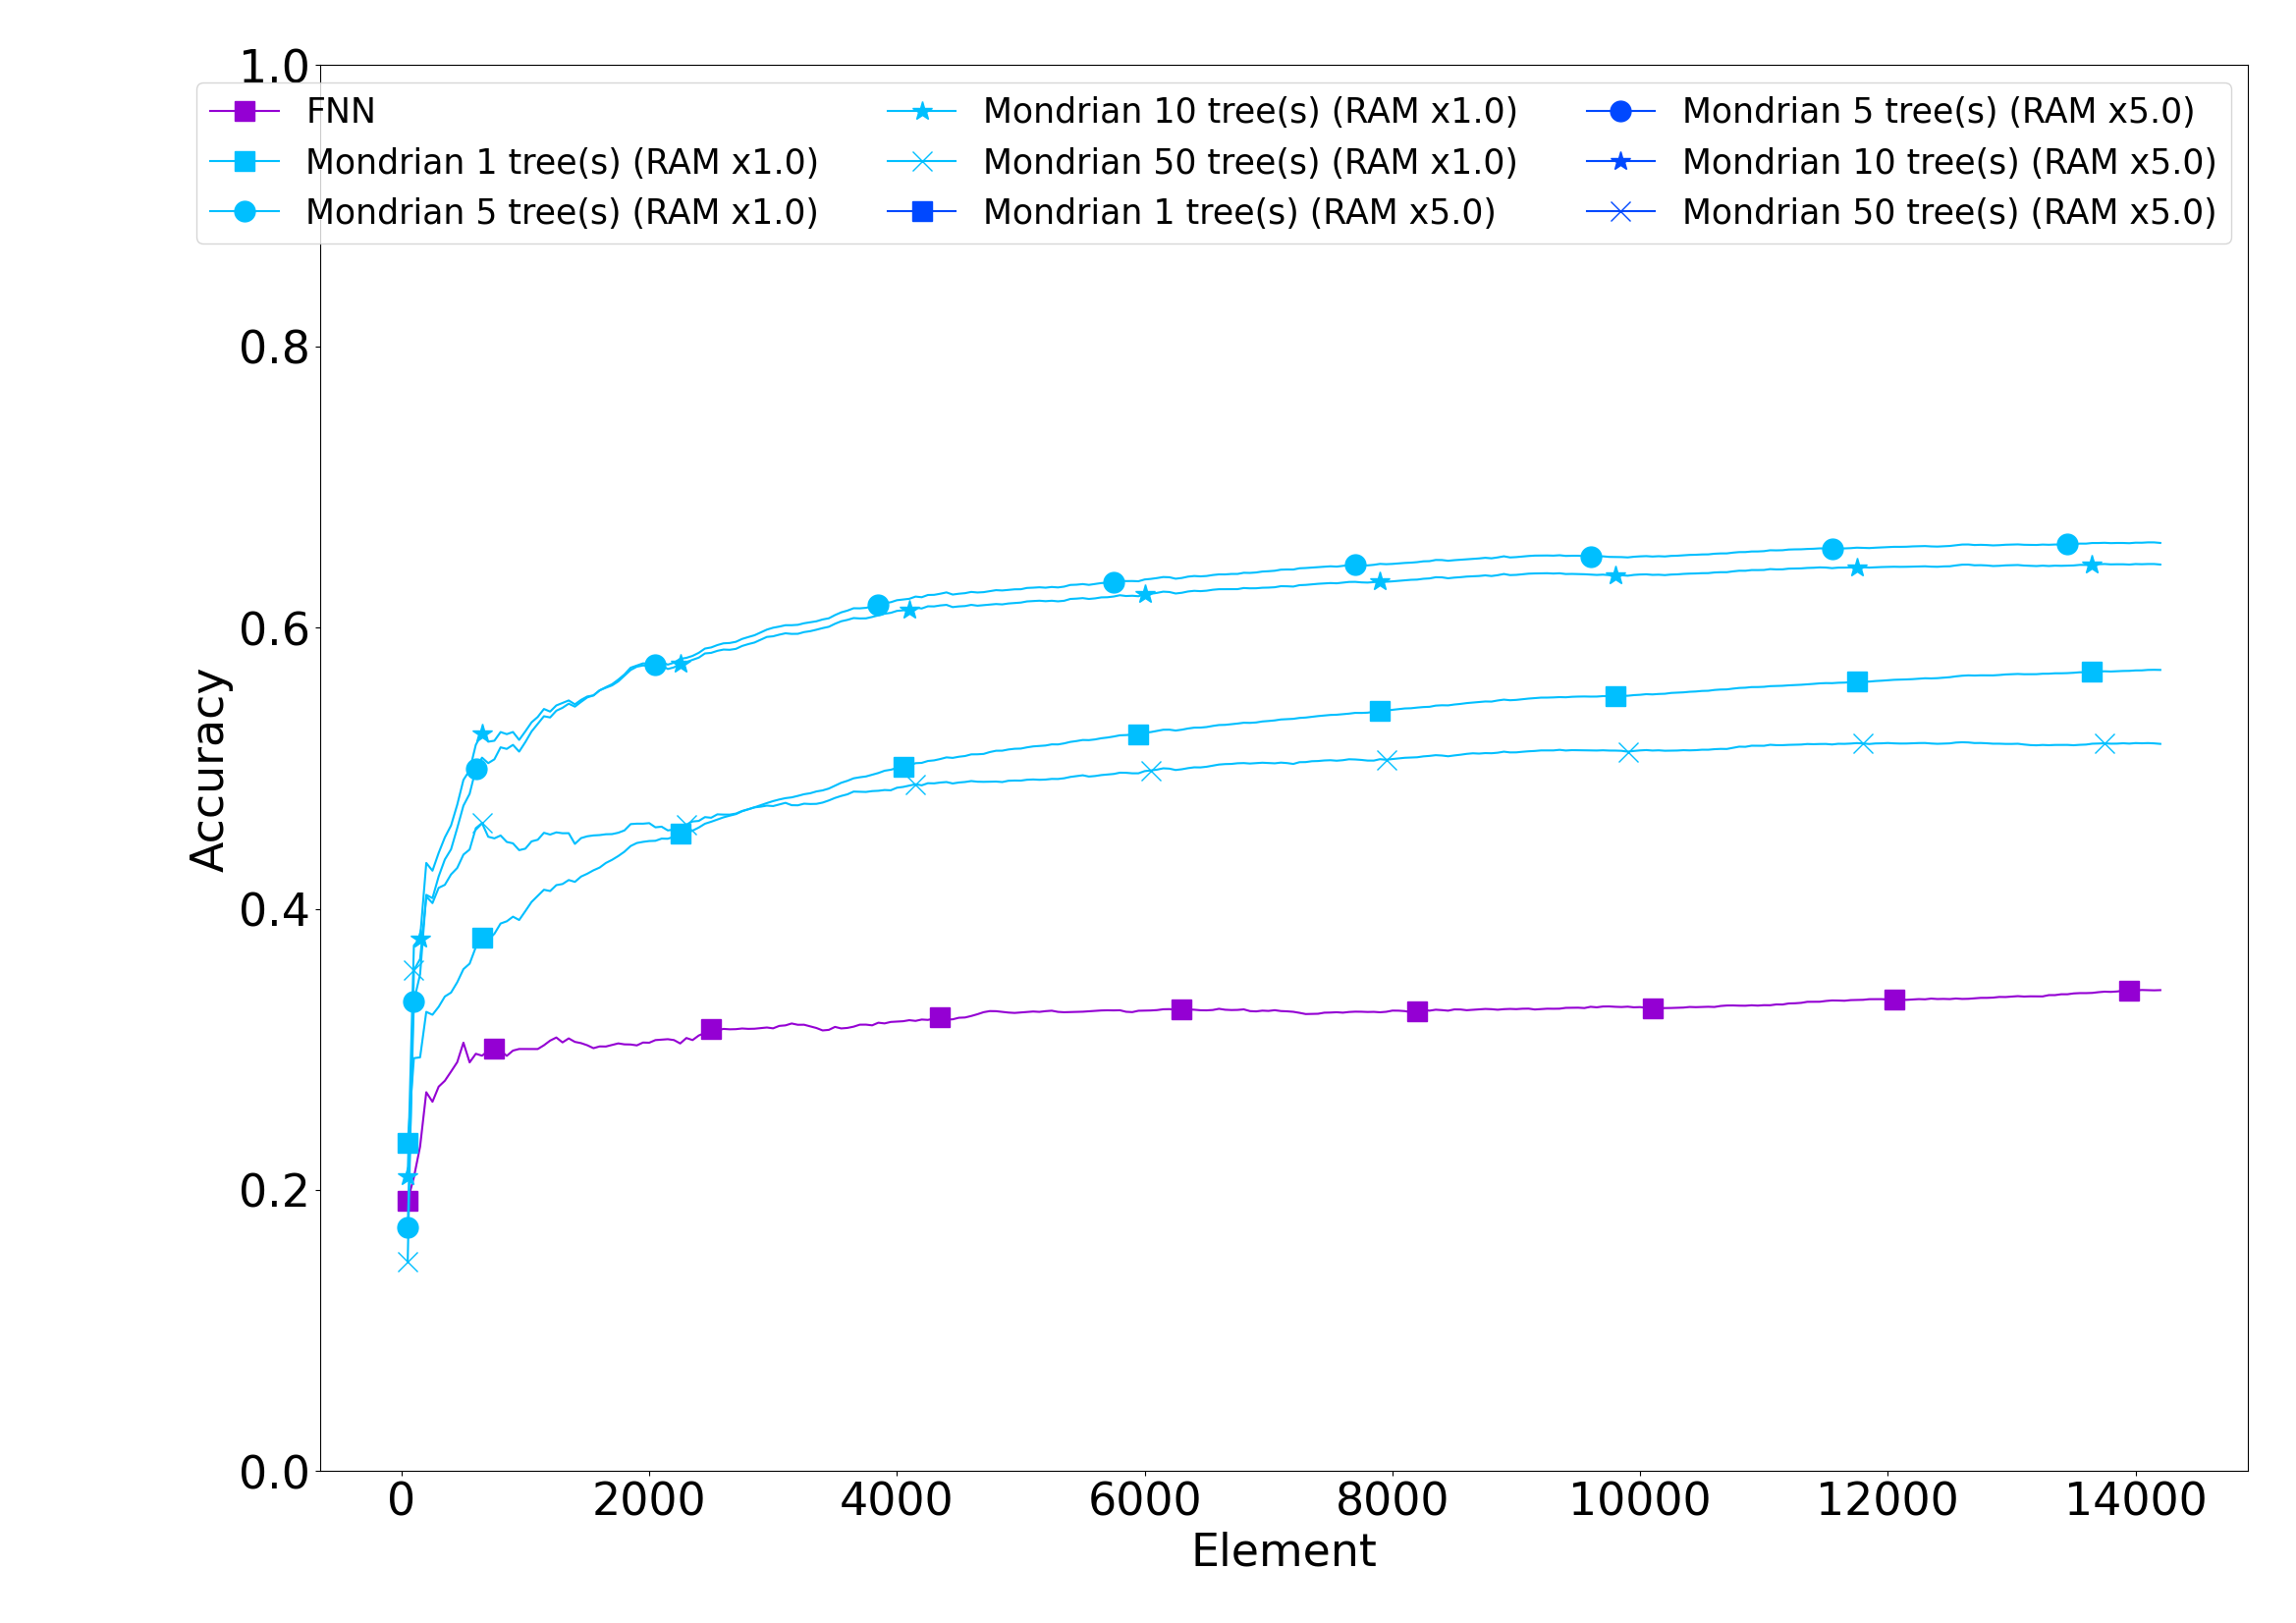 1.0
FNN
Mondrian 1 tree(s) (RAM x1.0)
Mondrian 5 tree(s) (RAM x1.0)
Mondrian 10 tree(s) (RAM x1.0)
Mondrian 50 tree(s) (RAM x1.0)
Mondrian 1 tree(s) (RAM x5.0)
Mondrian 5 tree(s) (RAM x5.0)
Mondrian 10 tree(s) (RAM x5.0)
Mondrian 50 tree(s) (RAM x5.0)
0.8
0.6
0.4
0.2
0.0
Accuracy
0 2000 4000 6000 8000 10000 12000 14000
Element